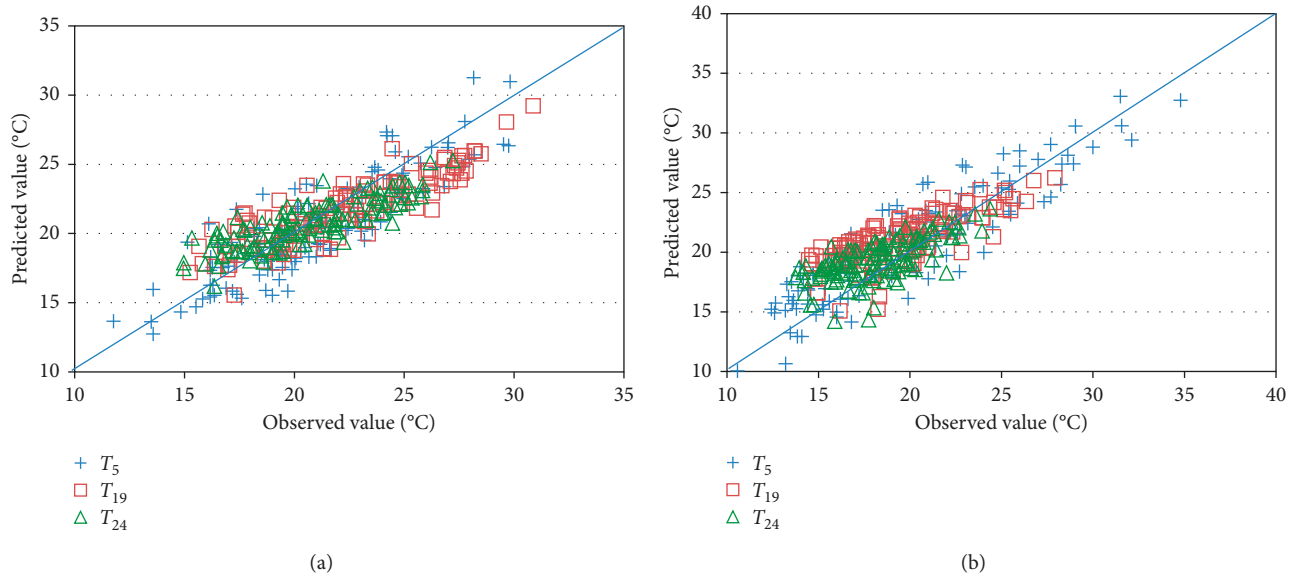 35
30
25
20
15
10
Predicted value (°C)
10 15 20 25 30 35
Observed value (°C)
T5
T19
T24
(a)
40
35
30
25
20
15
10
Predicted value (°C)
10 15 20 25 30 35 40
Observed value (°C)
T5
T19
T24
(b)